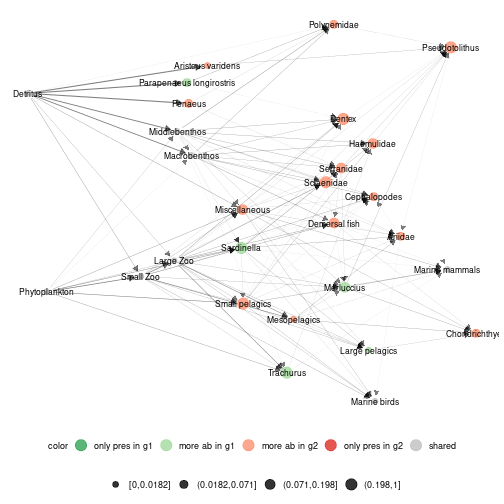 Polynemidae
Pseudotolithus
Aristeus varidens
Parapenaeus longirostris
Detritus
Penaeus
Dentex
Middlebenthos
Haemulidae
Macrobenthos
Serranidae
Sciaenidae
Cephalopodes
Miscellaneous
Demersal fish
Ariidae
Sardinella
Large Zoo
Marine mammals
Small Zoo
Merluccius
Phytoplankton
Small pelagics
Mesopelagics
Chondrichthye
Large pelagics
Trachurus
Marine birds
color only pres in g1 more ab in g1 more ab in g2 only pres in g2 shared
[0,0.0182] (0.0182,0.071] (0.071,0.198] (0.198,1]